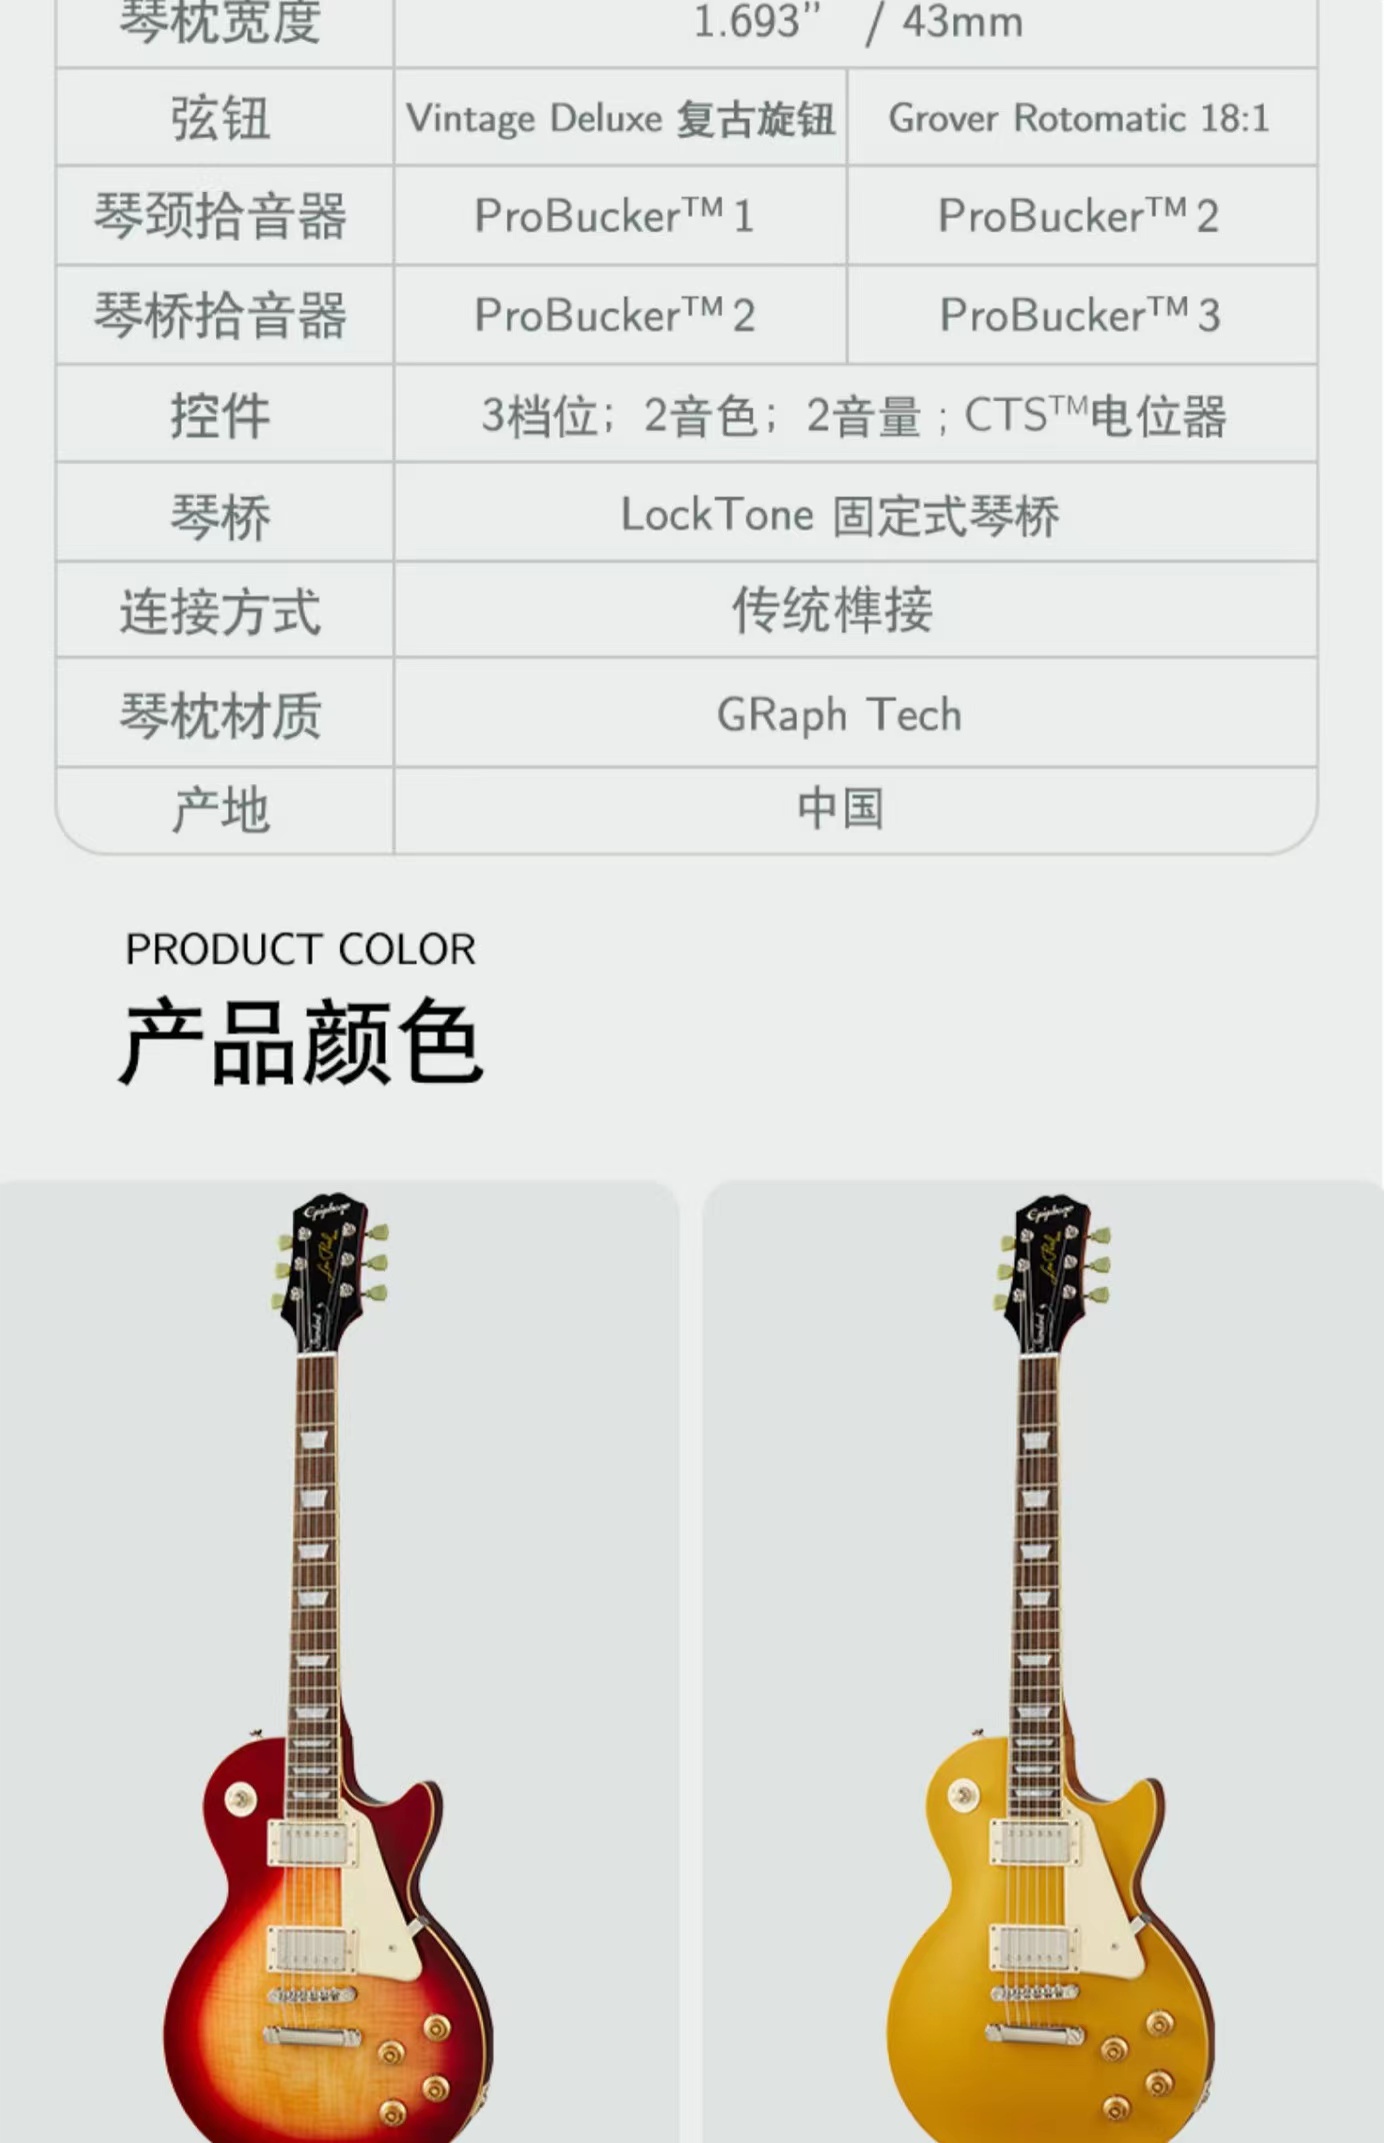 琴枕宽度 1.693” / 43mm
弦钮 Vintage Deluxe 复古旋钮 Grover Rotomatic 18:1
琴颈拾音器 ProBucker™ 1 ProBucker™ 2
琴桥拾音器 ProBucker™ 2 ProBucker™ 3
控件 3档位；2音色；2音量 ; CTS™电位器
琴桥 LockTone 固定式琴桥
连接方式 传统榫接
琴枕材质 GRaph Tech
产地 中国
PRODUCT COLOR
产品颜色
Epiphone Epiphone
Les Paul Les Paul
Standard Standard